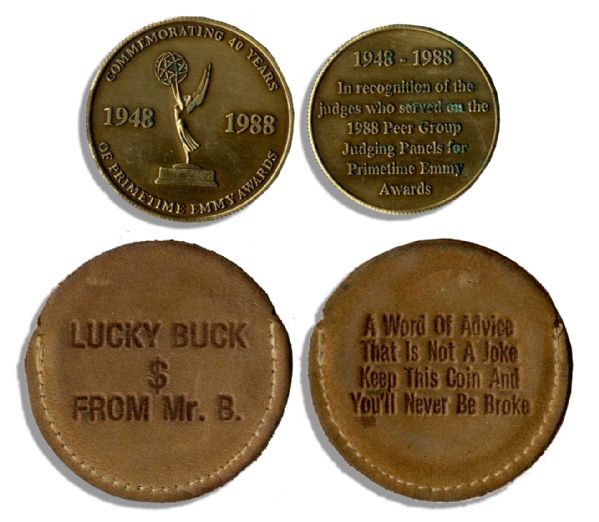 COMMEMORATING 40 YEARS
1948 1988
OF PRIMETIME EMMY AWARDS
1948 - 1988
In recognition of the
judges who served on the
1988 Peer Group
Judging Panels for
Primetime Emmy
Awards
LUCKY BUCK
$
FROM Mr. B.
A Word Of Advice
That Is Not A Joke
Keep This Coin And
You'll Never Be Broke